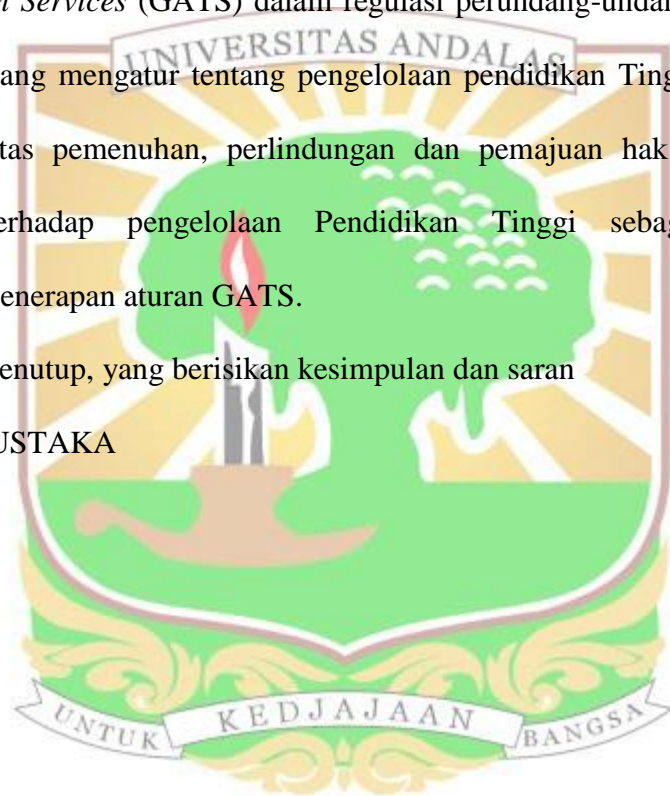 n Services (GATS) dalam regulasi perundang-undan
UNIVERSITAS ANDALAS
ang mengatur tentang pengelolaan pendidikan Ting
tas pemenuhan, perlindungan dan pemajuan hak
erhadap pengelolaan Pendidikan Tinggi seba
enerapan aturan GATS.
enutup, yang berisikan kesimpulan dan saran
USTAKA
UNTUK KEDJAJAAN BANGSA